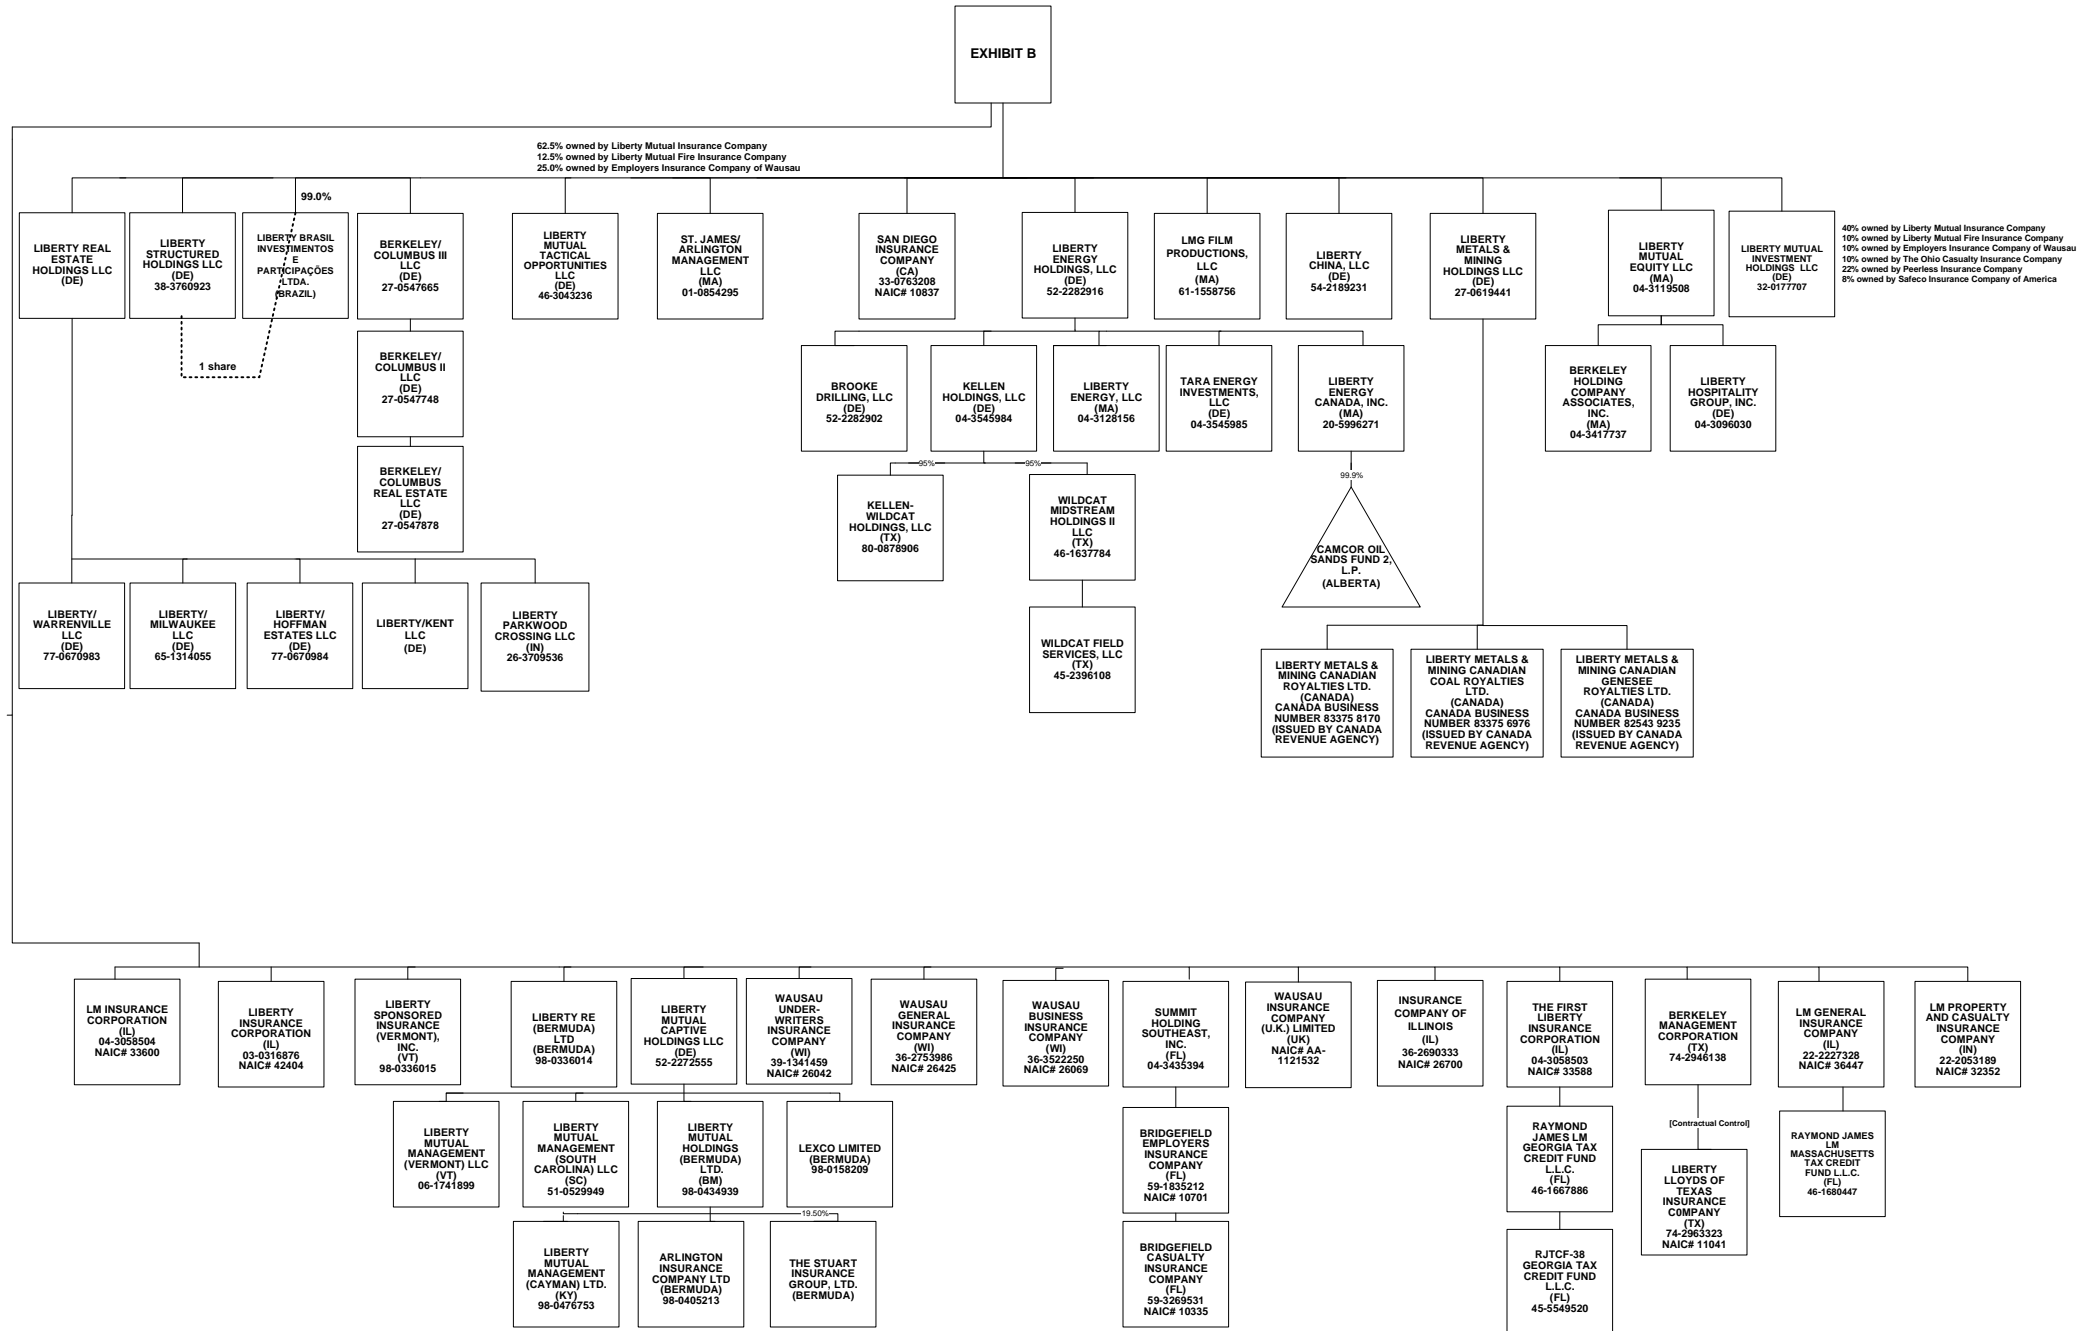 EXHIBIT B
62.5% owned by Liberty Mutual Insurance Company
12.5% owned by Liberty Mutual Fire Insurance Company
25.0% owned by Employers Insurance Company of Wausau
LIBERTY REAL
ESTATE
HOLDINGS LLC
(DE)
LIBERTY
STRUCTURED
HOLDINGS LLC
(DE)
38-3760923
99.0%
LIBERTY BRASIL
INVESTIMENTOS
E
PARTICIPAÇÕES
LTDA.
(BRAZIL)
1 share
BERKELEY/
COLUMBUS III
LLC
(DE)
27-0547665
LIBERTY
MUTUAL
TACTICAL
OPPORTUNITIES
LLC
(DE)
46-3043236
ST. JAMES/
ARLINGTON
MANAGEMENT
LLC
(MA)
01-0854295
SAN DIEGO
INSURANCE
COMPANY
(CA)
33-0763208
NAIC# 10837
LIBERTY
ENERGY
HOLDINGS, LLC
(DE)
52-2282916
LMG FILM
PRODUCTIONS,
LLC
(MA)
61-1558756
LIBERTY
CHINA, LLC
(DE)
54-2189231
LIBERTY
METALS &
MINING
HOLDINGS LLC
(DE)
27-0619441
LIBERTY
MUTUAL
EQUITY LLC
(MA)
04-3119508
LIBERTY MUTUAL
INVESTMENT
HOLDINGS LLC
(DE)
32-0177707
40% owned by Liberty Mutual Insurance Company
10% owned by Liberty Mutual Fire Insurance Company
10% owned by Employers Insurance Company of Wausau
10% owned by The Ohio Casualty Insurance Company
22% owned by Peerless Insurance Company
8% owned by Safeco Insurance Company of America
BERKELEY/
COLUMBUS II
LLC
(DE)
27-0547748
BROOKE
DRILLING, LLC
(DE)
52-2282902
KELLEN
HOLDINGS, LLC
(DE)
04-3545984
LIBERTY
ENERGY, LLC
(MA)
04-3128156
TARA ENERGY
INVESTMENTS,
LLC
(DE)
04-3545985
LIBERTY
ENERGY
CANADA, INC.
(MA)
20-5996271
BERKELEY
HOLDING
COMPANY
ASSOCIATES,
INC.
(MA)
04-3417737
LIBERTY
HOSPITALITY
GROUP, INC.
(DE)
04-3096030
BERKELEY/
COLUMBUS
REAL ESTATE
LLC
(DE)
27-0547878
95%
95%
99.9%
KELLEN-
WILDCAT
HOLDINGS, LLC
(TX)
80-0878906
WILDCAT
MIDSTREAM
HOLDINGS II
LLC
(TX)
46-1637784
CAMCOR OIL
SANDS FUND 2,
L.P.
(ALBERTA)
LIBERTY/
WARRENVILLE
LLC
(DE)
77-0670983
LIBERTY/
MILWAUKEE
LLC
(DE)
65-1314055
LIBERTY/
HOFFMAN
ESTATES LLC
(DE)
77-0670984
LIBERTY/KENT
LLC
(DE)
LIBERTY
PARKWOOD
CROSSING LLC
(IN)
26-3709536
WILDCAT FIELD
SERVICES, LLC
(TX)
45-2396108
LIBERTY METALS &
MINING CANADIAN
ROYALTIES LTD.
(CANADA)
CANADA BUSINESS
NUMBER 83375 8170
(ISSUED BY CANADA
REVENUE AGENCY)
LIBERTY METALS &
MINING CANADIAN
COAL ROYALTIES
LTD.
(CANADA)
CANADA BUSINESS
NUMBER 83375 6976
(ISSUED BY CANADA
REVENUE AGENCY)
LIBERTY METALS &
MINING CANADIAN
GENESEE
ROYALTIES LTD.
(CANADA)
CANADA BUSINESS
NUMBER 82543 9235
(ISSUED BY CANADA
REVENUE AGENCY)
LM INSURANCE
CORPORATION
(IL)
04-3058504
NAIC# 33600
LIBERTY
INSURANCE
CORPORATION
(IL)
03-0316876
NAIC# 42404
LIBERTY
SPONSORED
INSURANCE
(VERMONT),
INC.
(VT)
98-0336015
LIBERTY RE
(BERMUDA)
LTD
(BERMUDA)
98-0336014
LIBERTY
MUTUAL
CAPTIVE
HOLDINGS LLC
(DE)
52-2272555
WAUSAU
UNDER-
WRITERS
INSURANCE
COMPANY
(WI)
39-1341459
NAIC# 26042
WAUSAU
GENERAL
INSURANCE
COMPANY
(WI)
36-2753986
NAIC# 26425
WAUSAU
BUSINESS
INSURANCE
COMPANY
(WI)
36-3522250
NAIC# 26069
SUMMIT
HOLDING
SOUTHEAST,
INC.
(FL)
04-3435394
WAUSAU
INSURANCE
COMPANY
(U.K.) LIMITED
(UK)
NAIC# AA-
1121532
INSURANCE
COMPANY OF
ILLINOIS
(IL)
36-2690333
NAIC# 26700
THE FIRST
LIBERTY
INSURANCE
CORPORATION
(IL)
04-3058503
NAIC# 33588
BERKELEY
MANAGEMENT
CORPORATION
(TX)
74-2946138
LM GENERAL
INSURANCE
COMPANY
(IL)
22-2227328
NAIC# 36447
LM PROPERTY
AND CASUALTY
INSURANCE
COMPANY
(IN)
22-2053189
NAIC# 32352
LIBERTY
MUTUAL
MANAGEMENT
(VERMONT) LLC
(VT)
06-1741899
LIBERTY
MUTUAL
MANAGEMENT
(SOUTH
CAROLINA) LLC
(SC)
51-0529949
LIBERTY
MUTUAL
HOLDINGS
(BERMUDA)
LTD.
(BM)
98-0434939
LEXCO LIMITED
(BERMUDA)
98-0158209
BRIDGEFIELD
EMPLOYERS
INSURANCE
COMPANY
(FL)
59-1835212
NAIC# 10701
RAYMOND
JAMES LM
GEORGIA TAX
CREDIT FUND
L.L.C.
(FL)
46-1667886
[Contractual Control]
LIBERTY
LLOYDS OF
TEXAS
INSURANCE
C0MPANY
(TX)
74-2963323
NAIC# 11041
RAYMOND JAMES
LM
MASSACHUSETTS
TAX CREDIT
FUND L.L.C.
(FL)
46-1680447
19.50%
LIBERTY
MUTUAL
MANAGEMENT
(CAYMAN) LTD.
(KY)
98-0476753
ARLINGTON
INSURANCE
COMPANY LTD
(BERMUDA)
98-0405213
THE STUART
INSURANCE
GROUP, LTD.
(BERMUDA)
BRIDGEFIELD
CASUALTY
INSURANCE
COMPANY
(FL)
59-3269531
NAIC# 10335
RJTCF-38
GEORGIA TAX
CREDIT FUND
L.L.C.
(FL)
45-5549520